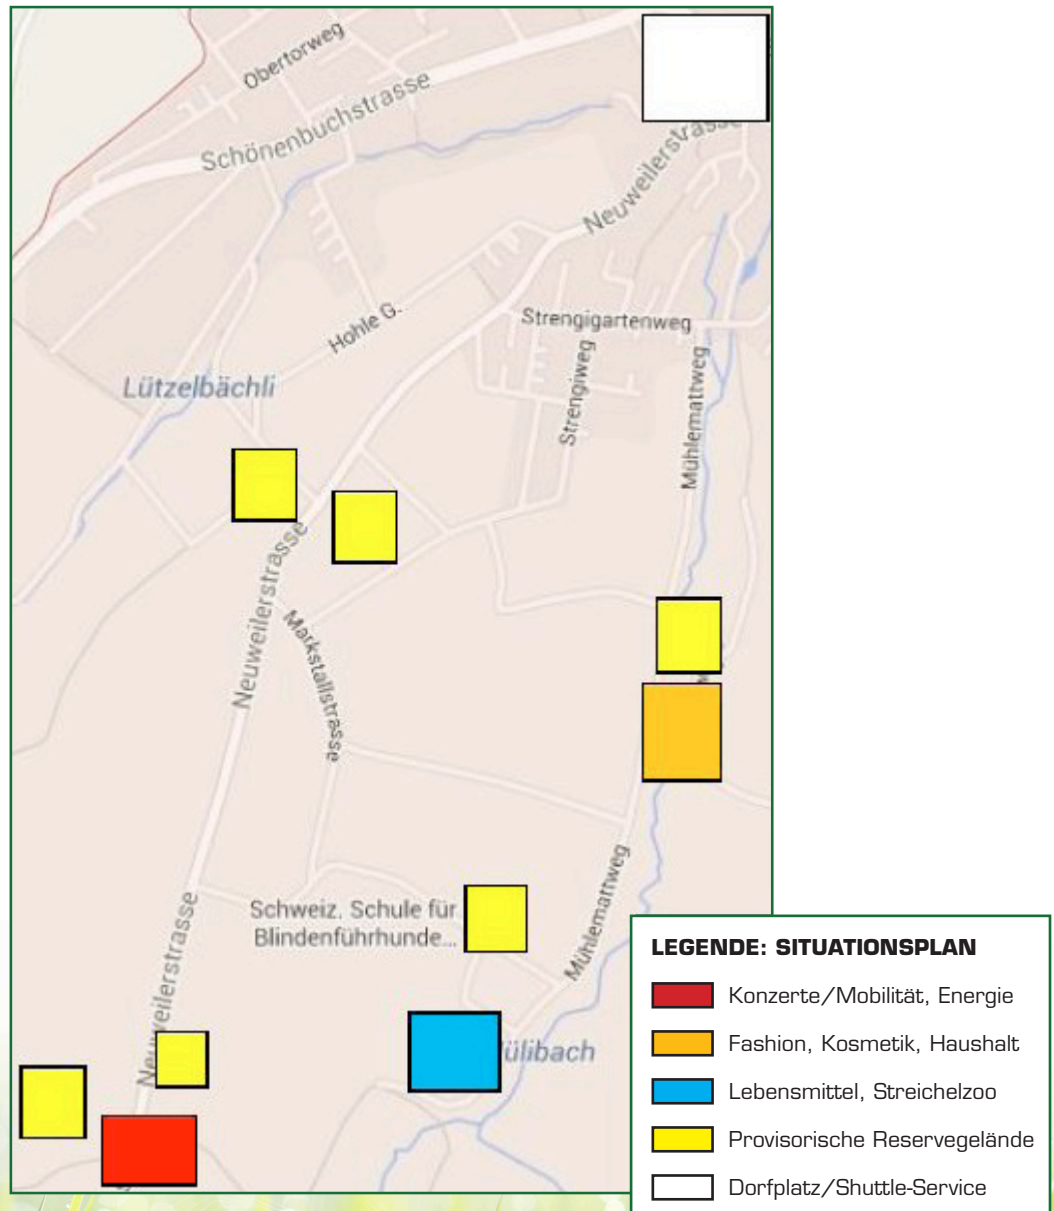 Obertorweg
Schönenbuchstrasse
Neuweilerstrasse
Hohle G.
Strengigartenweg
Strengiweg
Mühlemattweg
Lützelbächli
Neuweilerstrasse
Markstallstrasse
Schweiz. Schule für
Blindenführhunde...
Mühlemattweg
Neuweilerstrasse
ülibach
LEGENDE: SITUATIONSPLAN
Konzerte/Mobilität, Energie
Fashion, Kosmetik, Haushalt
Lebensmittel, Streichelzoo
Provisorische Reservegelände
Dorfplatz/Shuttle-Service